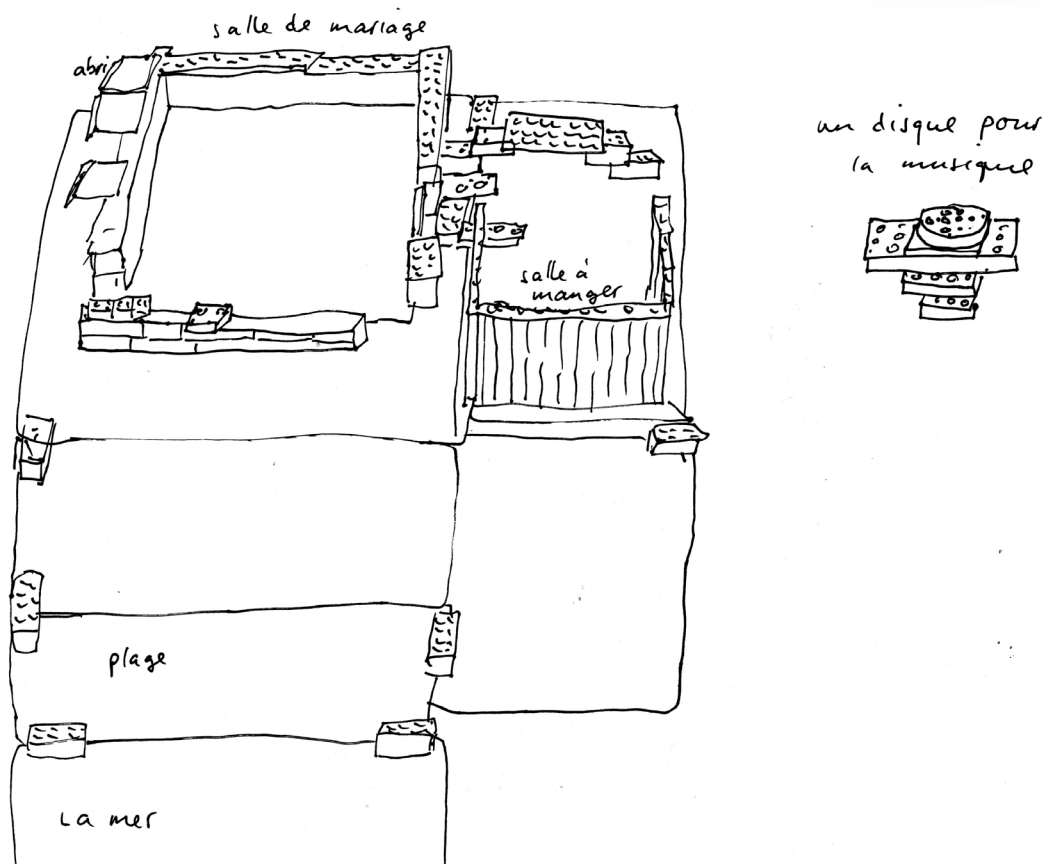 salle de mariage
abri
un disque pour
la musique
salle à
manger
plage
La mer